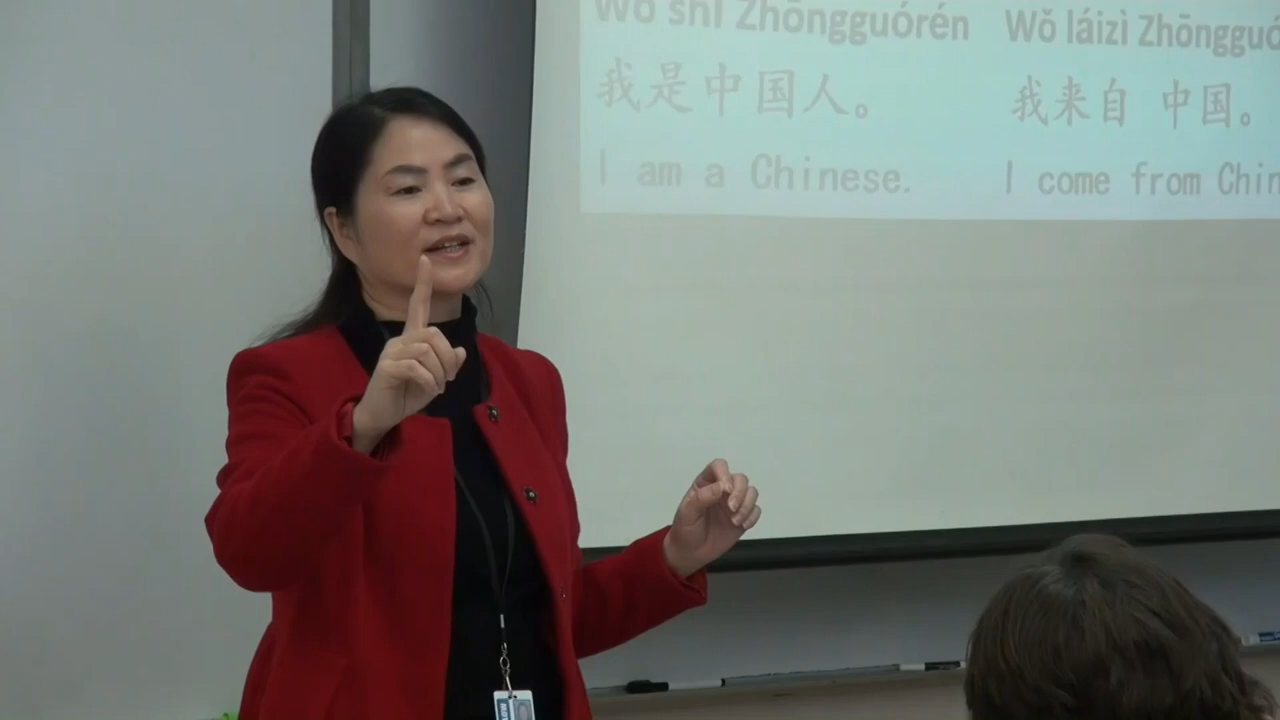 Wǒ shì Zhōngguórén
我是中国人。
I am a Chinese.
Wǒ láizì Zhōngguó
我来自 中国。
I come from Chin